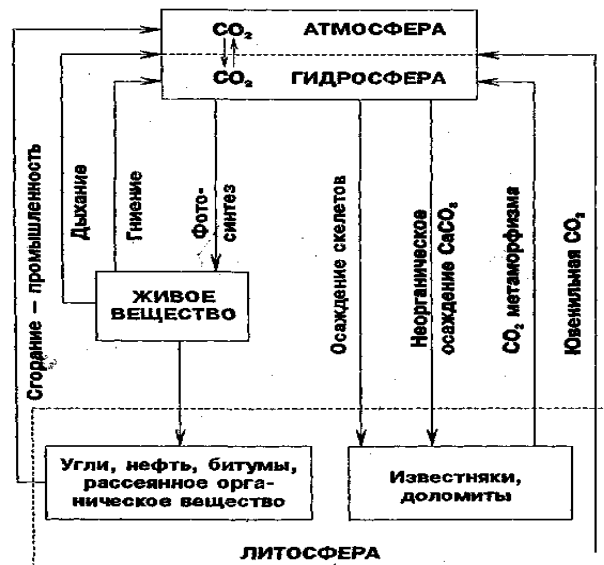 CO₂ АТМОСФЕРА
CO₂ ГИДРОСФЕРА
Сгорание – промышленность
Дыхание
Гниение
Фото-
синтез
Осаждение скелетов
Неорганическое
осаждение CaCO₃
CO₂ метаморфизма
Ювенильная CO₂
ЖИВОЕ
ВЕЩЕСТВО
Угли, нефть, битумы,
рассеянное орга-
ническое вещество
Известняки,
доломиты
ЛИТОСФЕРА